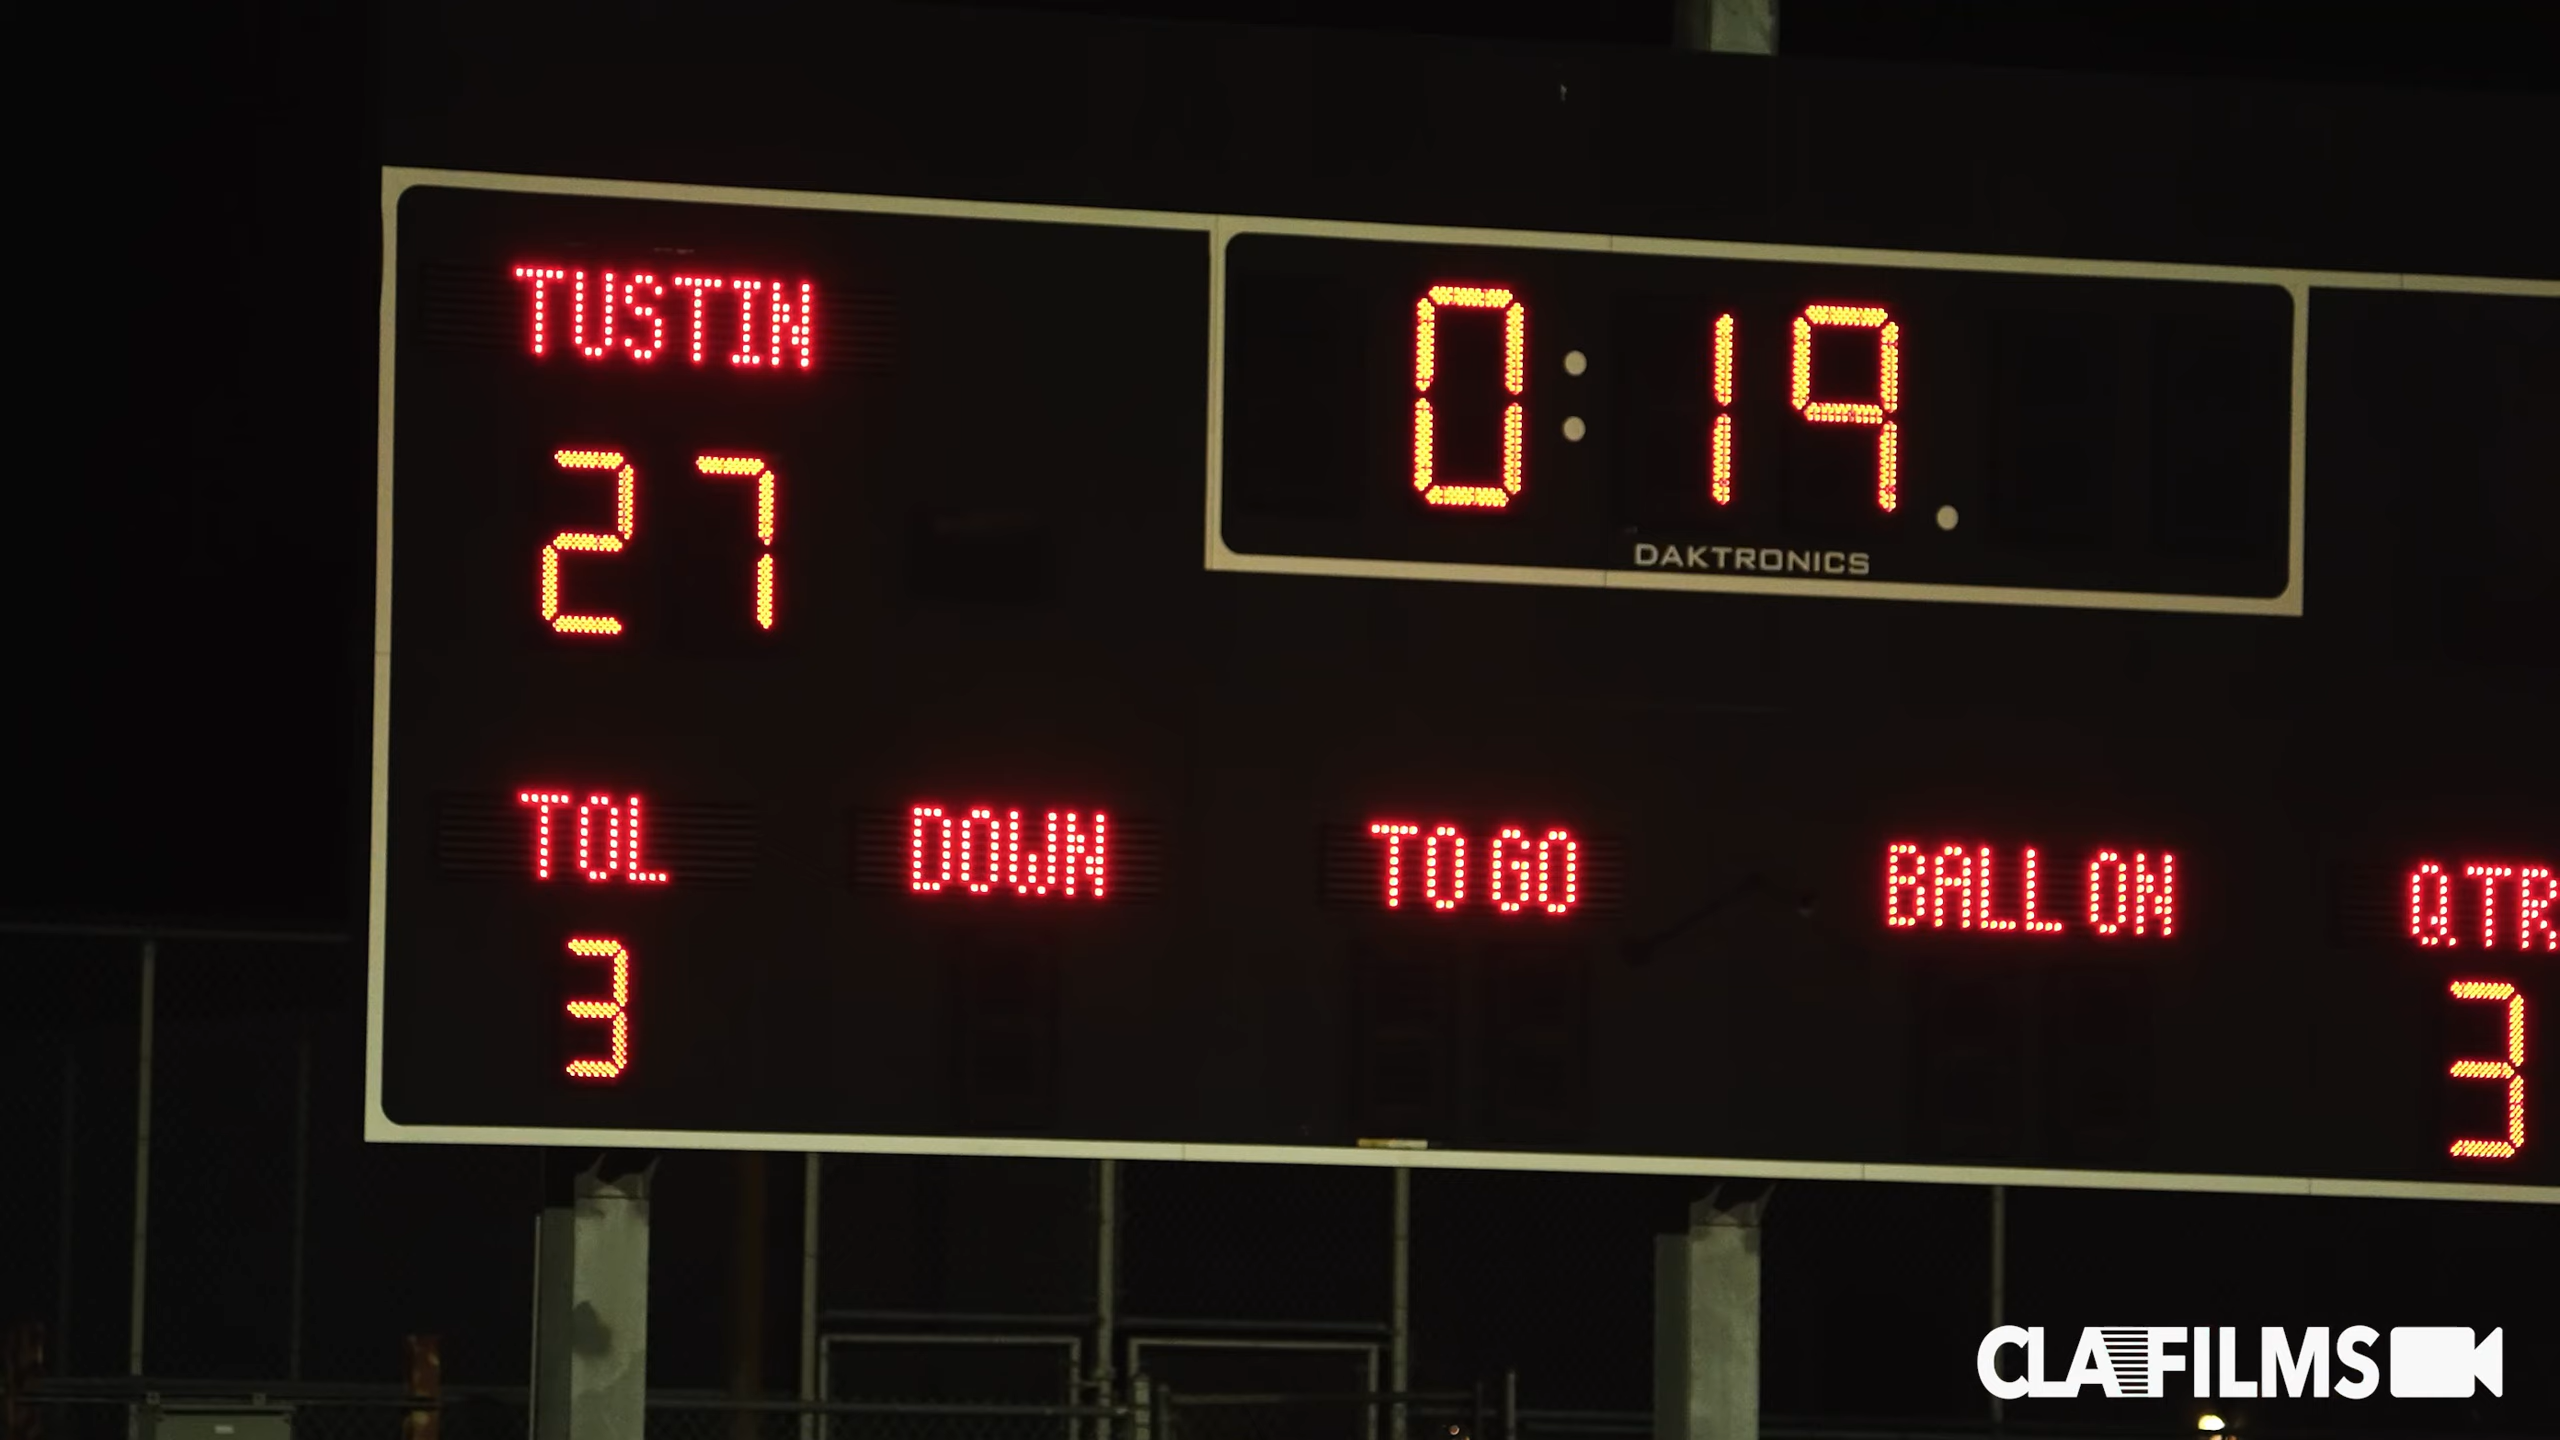 TUSTIN
0:19
27
DAKTRONICS
TOL DOWN TO GO BALL ON QTR
3 3
CLAFILMS